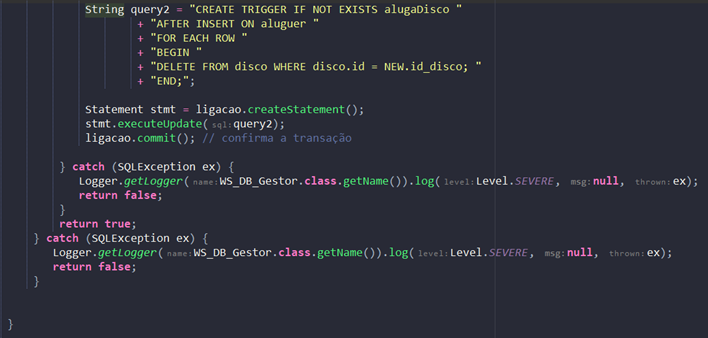 String query2 = "CREATE TRIGGER IF NOT EXISTS alugaDisco "
+ "AFTER INSERT ON aluguer "
+ "FOR EACH ROW "
+ "BEGIN "
+ "DELETE FROM disco WHERE disco.id = NEW.id_disco; "
+ "END;";
Statement stmt = ligacao.createStatement();
stmt.executeUpdate( sql: query2);
ligacao.commit(); // confirma a transação
} catch (SQLException ex) {
Logger.getLogger( name: WS_DB_Gestor.class.getName()).log( level: Level.SEVERE, msg: null, thrown: ex);
return false;
}
return true;
} catch (SQLException ex) {
Logger.getLogger( name: WS_DB_Gestor.class.getName()).log( level: Level.SEVERE, msg: null, thrown: ex);
return false;
}
}